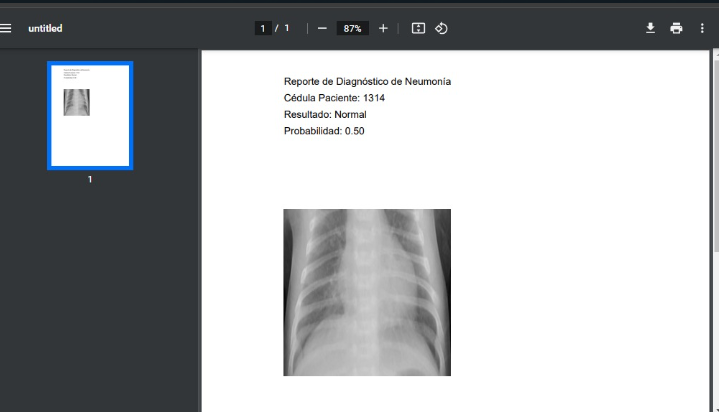 untitled
1 / 1
87%
Reporte de Diagnóstico de Neumonía
Cédula Paciente: 1314
Resultado: Normal
Probabilidad: 0.50
1